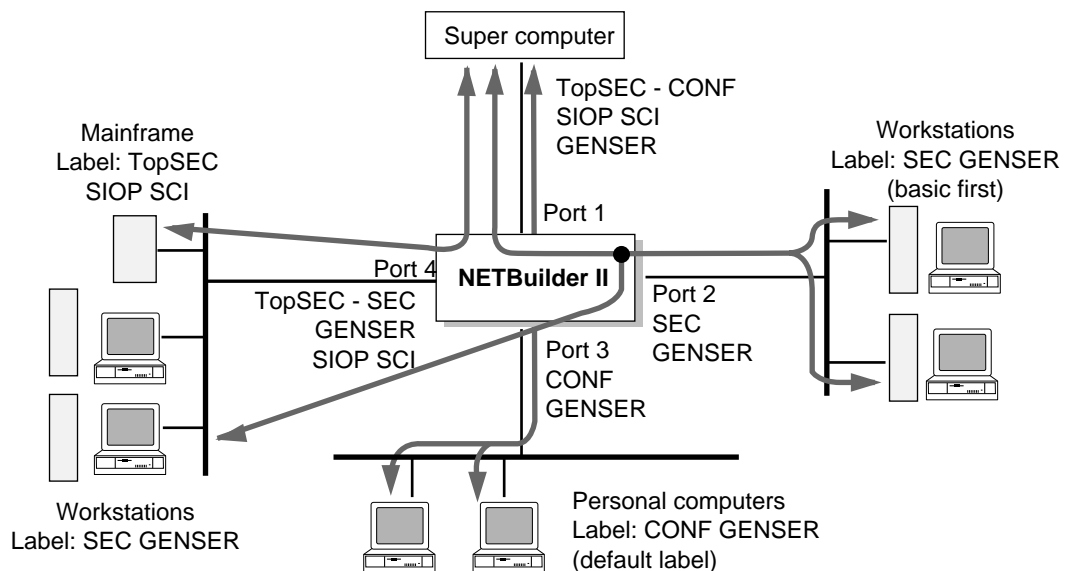 Super computer
TopSEC - CONF
SIOP SCI
GENSER
Mainframe
Label: TopSEC
SIOP SCI
Workstations
Label: SEC GENSER
(basic first)
Port 1
Port 4
NETBuilder II
TopSEC - SEC
GENSER
SIOP SCI
Port 2
SEC
GENSER
Port 3
CONF
GENSER
Workstations
Label: SEC GENSER
Personal computers
Label: CONF GENSER
(default label)